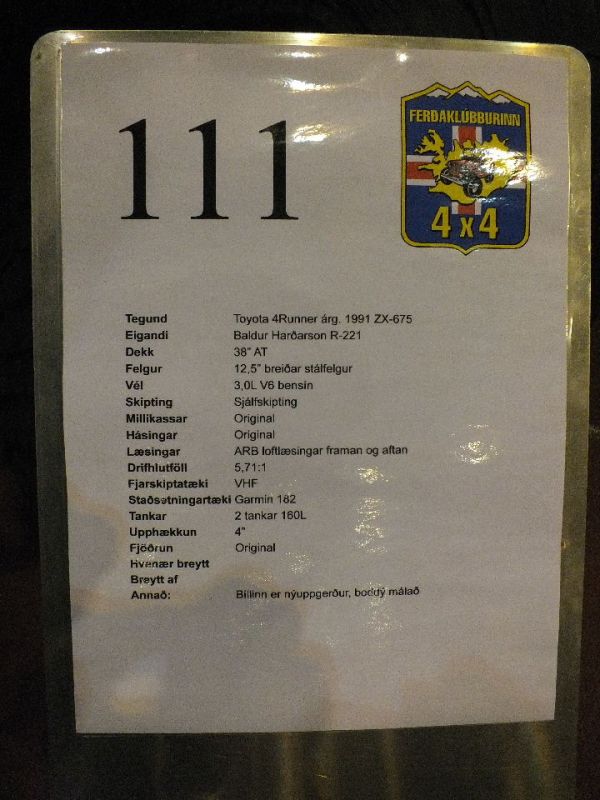 111
FERÐAKLÚBBURINN
4 x 4
Tegund Toyota 4Runner árg. 1991 ZX-675
Eigandi Baldur Harðarson R-221
Dekk 38" AT
Felgur 12,5" breiðar stálfelgur
Vél 3,0L V6 bensín
Skipting Sjálfskipting
Millikassar Original
Hásingar Original
Læsingar ARB loftlæsingar framan og aftan
Drifhlutföll 5,71:1
Fjarskiptatæki VHF
Staðsetningartæki Garmin 182
Tankar 2 tankar 160L
Upphækkun 4"
Fjöðrun Original
Hvenær breytt
Breytt af
Annað: Bíllinn er nýuppgerður, boddý málað